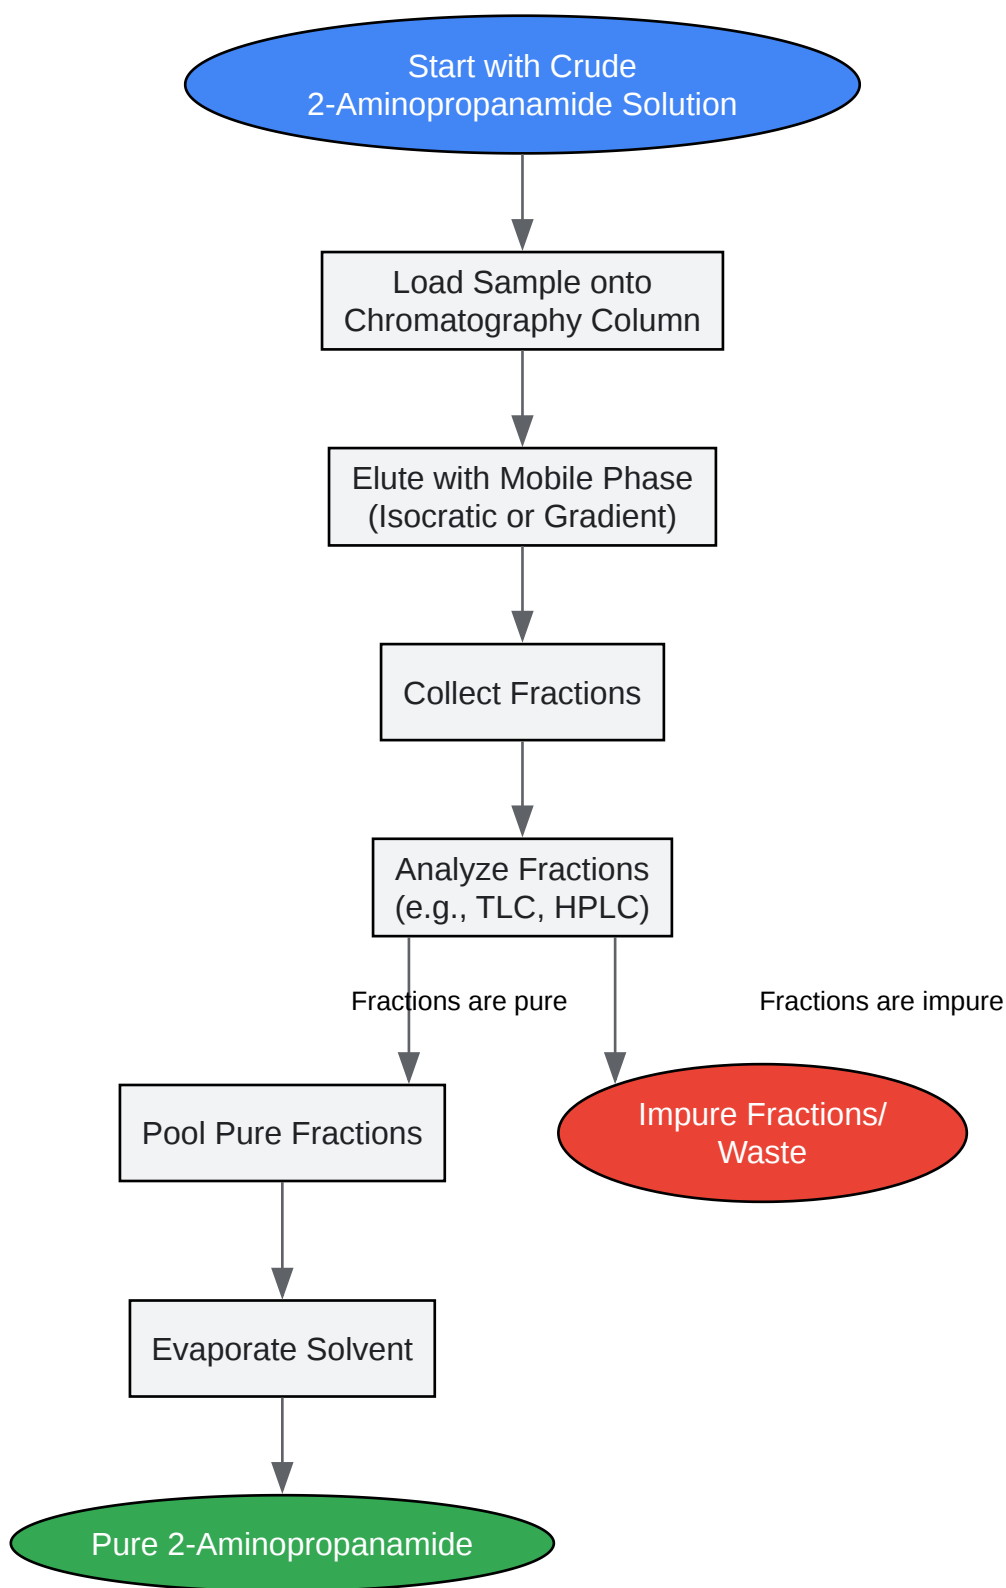 Start with Crude
2-Aminopropanamide Solution
Load Sample onto
Chromatography Column
Elute with Mobile Phase
(Isocratic or Gradient)
Collect Fractions
Analyze Fractions
(e.g., TLC, HPLC)
Fractions are pure
Fractions are impure
Pool Pure Fractions
Impure Fractions/
Waste
Evaporate Solvent
Pure 2-Aminopropanamide